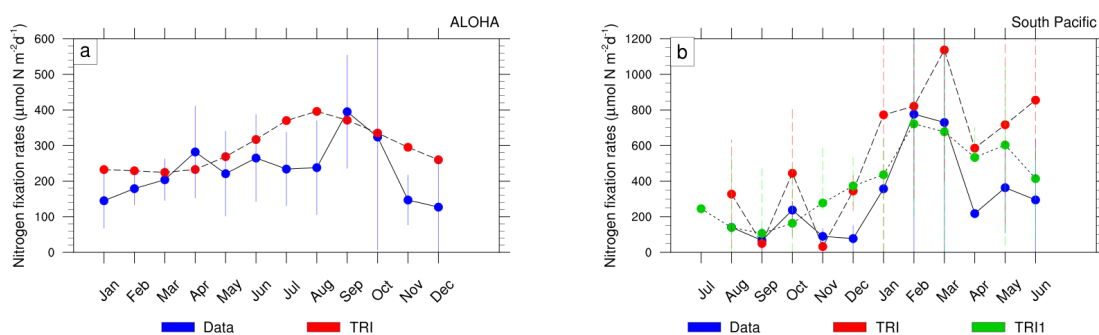 ALOHA
a
Nitrogen fixation rates (μmol N m⁻²d⁻¹)
600
500
400
300
200
100
0
Jan Feb Mar Apr May Jun Jul Aug Sep Oct Nov Dec
Data TRI
South Pacific
b
Nitrogen fixation rates (μmol N m⁻²d⁻¹)
1200
1000
800
600
400
200
0
Jul Aug Sep Oct Nov Dec Jan Feb Mar Apr May Jun
Data TRI TRI1